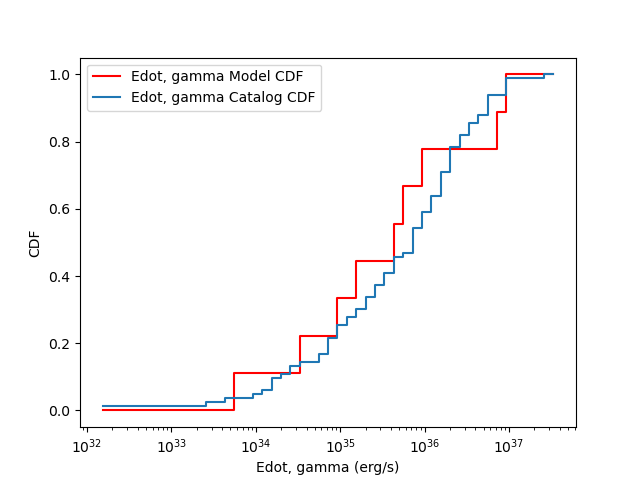 Edot, gamma Model CDF
Edot, gamma Catalog CDF
1.0
0.8
0.6
0.4
0.2
0.0
CDF
10^32 10^33 10^34 10^35 10^36 10^37
Edot, gamma (erg/s)